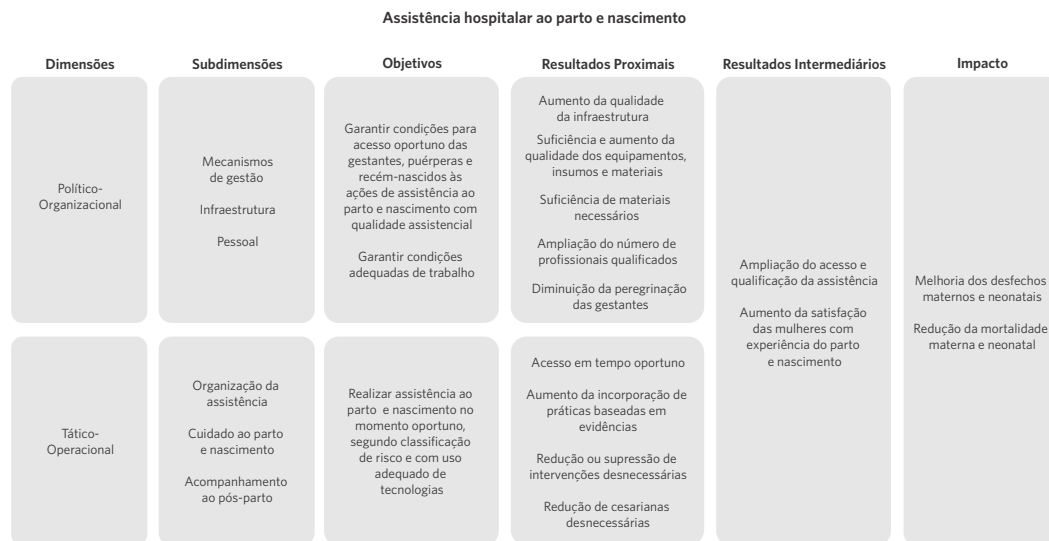 Assistência hospitalar ao parto e nascimento
Dimensões
Subdimensões
Objetivos
Resultados Proximais
Resultados Intermediários
Impacto
Político-
Organizacional
Mecanismos
de gestão
Infraestrutura
Pessoal
Garantir condições para
acesso oportuno das
gestantes, puérperas e
recém-nascidos às
ações de assistência ao
parto e nascimento com
qualidade assistencial
Garantir condições
adequadas de trabalho
Aumento da qualidade
da infraestrutura
Suficiência e aumento da
qualidade dos equipamentos,
insumos e materiais
Suficiência de materiais
necessários
Ampliação do número de
profissionais qualificados
Diminuição da peregrinação
das gestantes
Tático-
Operacional
Organização da
assistência
Cuidado ao parto
e nascimento
Acompanhamento
ao pós-parto
Realizar assistência ao
parto e nascimento no
momento oportuno,
segundo classificação
de risco e com uso
adequado de
tecnologias
Acesso em tempo oportuno
Aumento da incorporação de
práticas baseadas em
evidências
Redução ou supressão de
intervenções desnecessárias
Redução de cesarianas
desnecessárias
Ampliação do acesso e
qualificação da assistência
Aumento da satisfação
das mulheres com
experiência do parto
e nascimento
Melhoria dos desfechos
maternos e neonatais
Redução da mortalidade
materna e neonatal